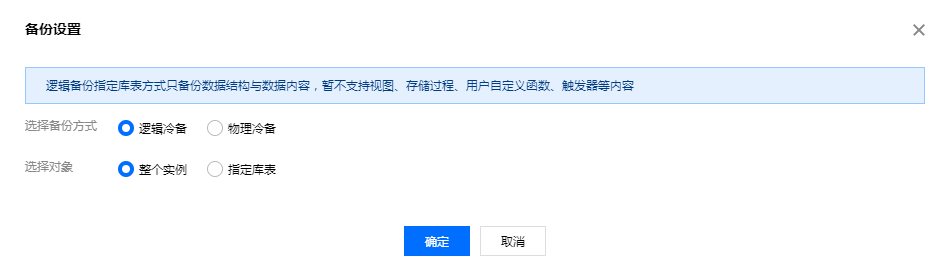 备份设置
逻辑备份指定库表方式只备份数据结构与数据内容，暂不支持视图、存储过程、用户自定义函数、触发器等内容
选择备份方式 逻辑冷备 物理冷备
选择对象 整个实例 指定库表
确定 取消